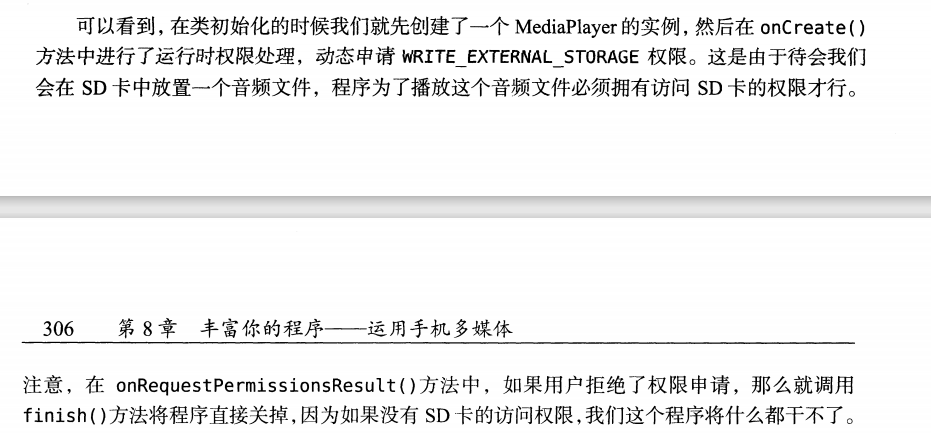 可以看到，在类初始化的时候我们就先创建了一个 MediaPlayer 的实例，然后在 onCreate()
方法中进行了运行时权限处理，动态申请 WRITE_EXTERNAL_STORAGE 权限。这是由于待会我们
会在 SD 卡中放置一个音频文件，程序为了播放这个音频文件必须拥有访问 SD 卡的权限才行。
306 第 8 章 丰富你的程序——运用手机多媒体
注意，在 onRequestPermissionsResult()方法中，如果用户拒绝了权限申请，那么就调用
finish()方法将程序直接关掉，因为如果没有 SD 卡的访问权限，我们这个程序将什么都干不了。